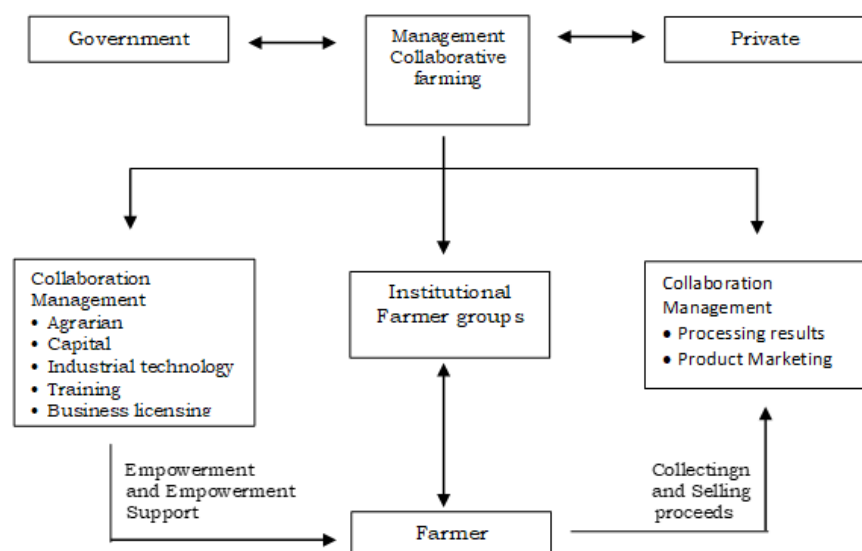 Government
Management
Collaborative
farming
Private
Collaboration
Management
• Agrarian
• Capital
• Industrial technology
• Training
• Business licensing
Institutional
Farmer groups
Collaboration
Management
• Processing results
• Product Marketing
Empowerment
and Empowerment
Support
Farmer
Collectingn
and Selling
proceeds